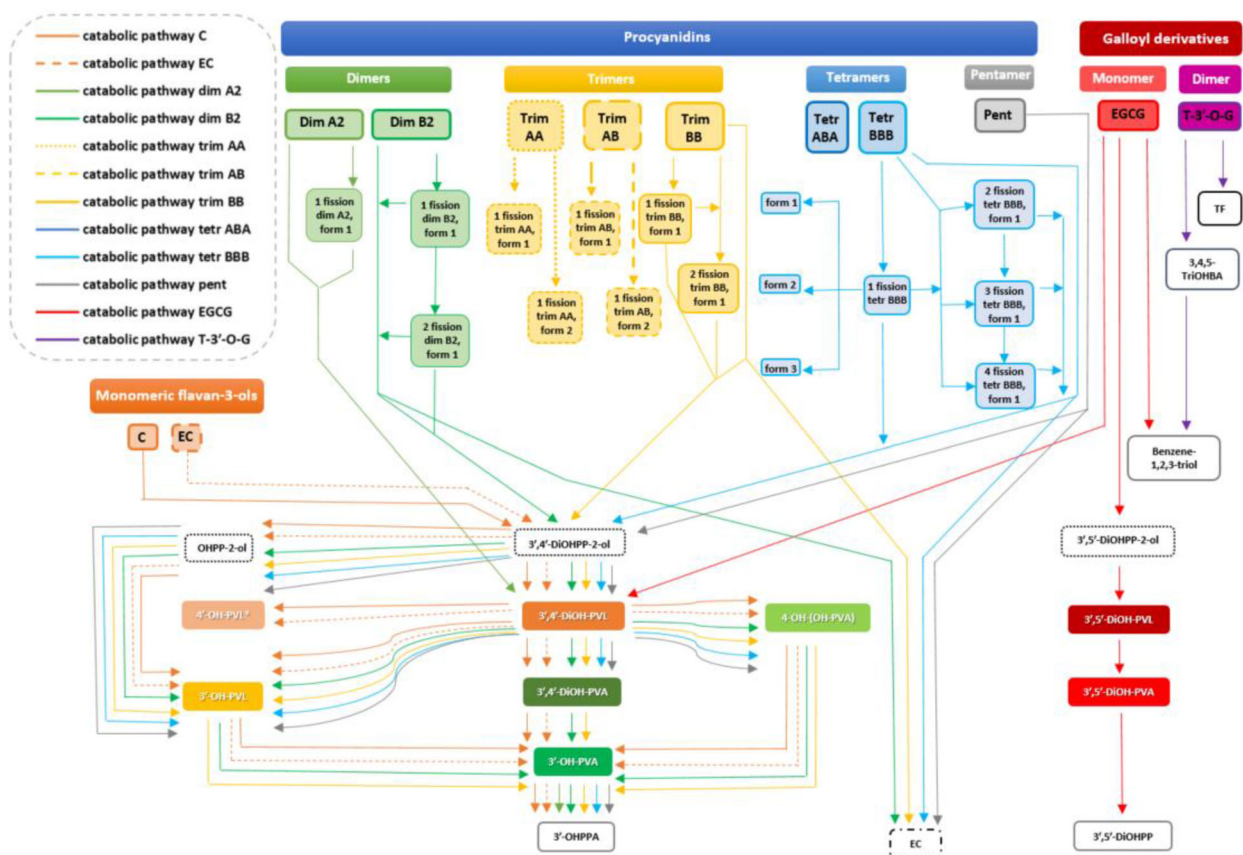 catabolic pathway C
catabolic pathway EC
catabolic pathway dim A2
catabolic pathway dim B2
catabolic pathway trim AA
catabolic pathway trim AB
catabolic pathway trim BB
catabolic pathway tetr ABA
catabolic pathway tetr BBB
catabolic pathway pent
catabolic pathway EGCG
catabolic pathway T-3′-O-G
Procyanidins
Galloyl derivatives
Dimers
Trimers
Tetramers
Pentamer
Monomer
Dimer
Dim A2
Dim B2
Trim
AA
Trim
AB
Trim
BB
Tetr
ABA
Tetr
BBB
Pent
EGCG
T-3′-O-G
1 fission
dim A2,
form 1
1 fission
dim B2,
form 1
1 fission
trim AA,
form 1
1 fission
trim AB,
form 1
1 fission
trim BB,
form 1
form 1
2 fission
tetr BBB,
form 1
TF
3,4,5-
TriOHBA
2 fission
trim BB,
form 1
form 2
1 fission
tetr BBB
3 fission
tetr BBB,
form 1
1 fission
trim AA,
form 2
1 fission
trim AB,
form 2
2 fission
dim B2,
form 1
form 3
4 fission
tetr BBB,
form 1
Monomeric flavan-3-ols
C
EC
Benzene-
1,2,3-triol
OHPP-2-ol
3′,4′-DiOHPP-2-ol
3′,5′-DiOHPP-2-ol
4′-OH-PVL*
3′,4′-DiOH-PVL
4-OH-(OH-PVA)
3′,5′-DiOH-PVL
3′-OH-PVL
3′,4′-DiOH-PVA
3′,5′-DiOH-PVA
3′-OH-PVA
3′-OHPPA
EC
3′,5′-DiOHPP